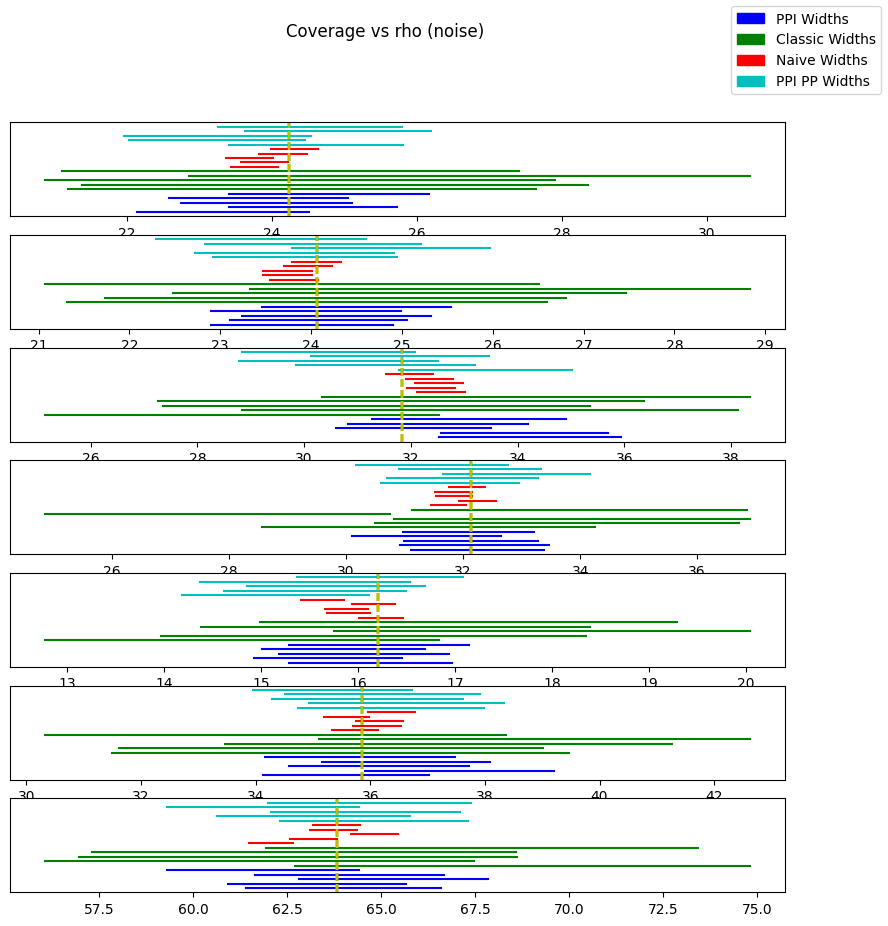 Coverage vs rho (noise)
PPI Widths
Classic Widths
Naive Widths
PPI PP Widths
22 24 26 28 30
21 22 23 24 25 26 27 28 29
26 28 30 32 34 36 38
26 28 30 32 34 36
13 14 15 16 17 18 19 20
30 32 34 36 38 40 42
57.5 60.0 62.5 65.0 67.5 70.0 72.5 75.0